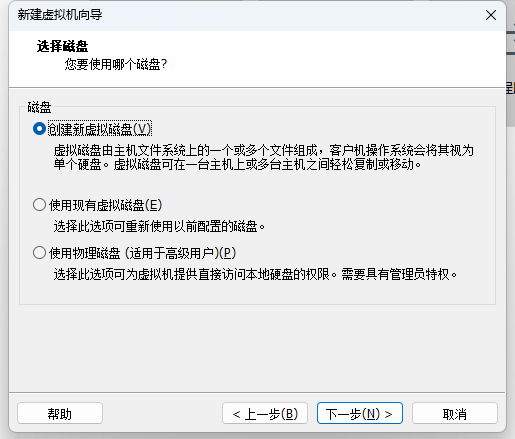 新建虚拟机向导
选择磁盘
您要使用哪个磁盘?
磁盘
创建新虚拟磁盘(V)
虚拟磁盘由主机文件系统上的一个或多个文件组成，客户机操作系统会将其视为
单个硬盘。虚拟磁盘可在一台主机上或多台主机之间轻松复制或移动。
使用现有虚拟磁盘(E)
选择此选项可重新使用以前配置的磁盘。
使用物理磁盘 (适用于高级用户)(P)
选择此选项可为虚拟机提供直接访问本地硬盘的权限。需要具有管理员特权。
帮助
< 上一步(B)
下一步(N) >
取消